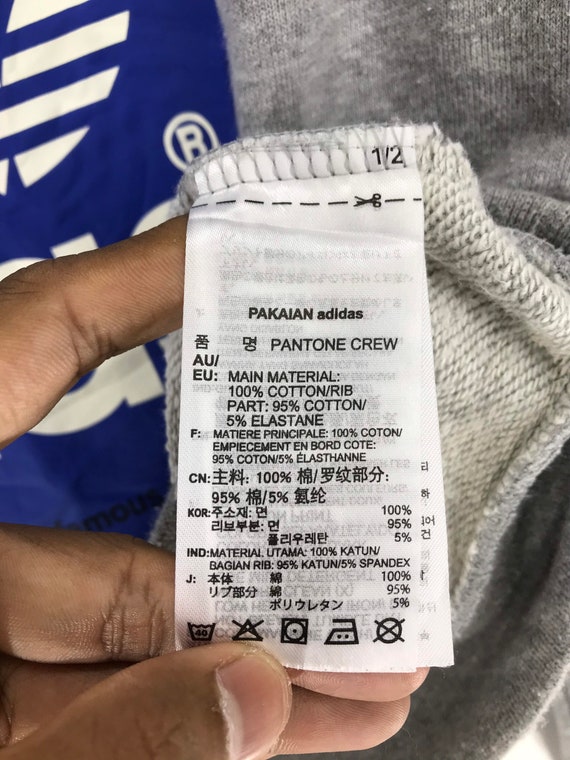 ®
1/2
PAKAIAN adidas
품 명 PANTONE CREW
AU/
EU: MAIN MATERIAL:
100% COTTON/RIB
PART: 95% COTTON/
5% ELASTANE
F: MATIERE PRINCIPALE: 100% COTON/
EMPIECEMENT EN BORD COTE:
95% COTON/5% ÉLASTHANNE
CN: 主料: 100% 棉/罗纹部分:
95% 棉/5% 氨纶
KOR: 주소재: 면 100%
리브부분: 면 95%
폴리우레탄 5%
IND: MATERIAL UTAMA: 100% KATUN/
BAGIAN RIB: 95% KATUN/5% SPANDEX
J: 本体 綿 100%
リブ部分 綿 95%
ポリウレタン 5%
40